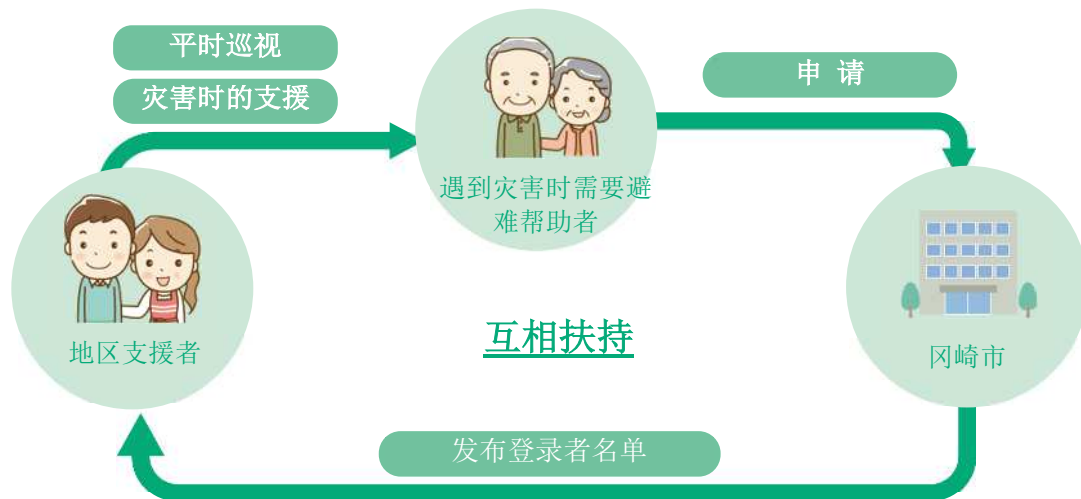 平时巡视
灾害时的支援
申 请
遇到灾害时需要避
难帮助者
地区支援者
互相扶持
冈崎市
发布登录者名单